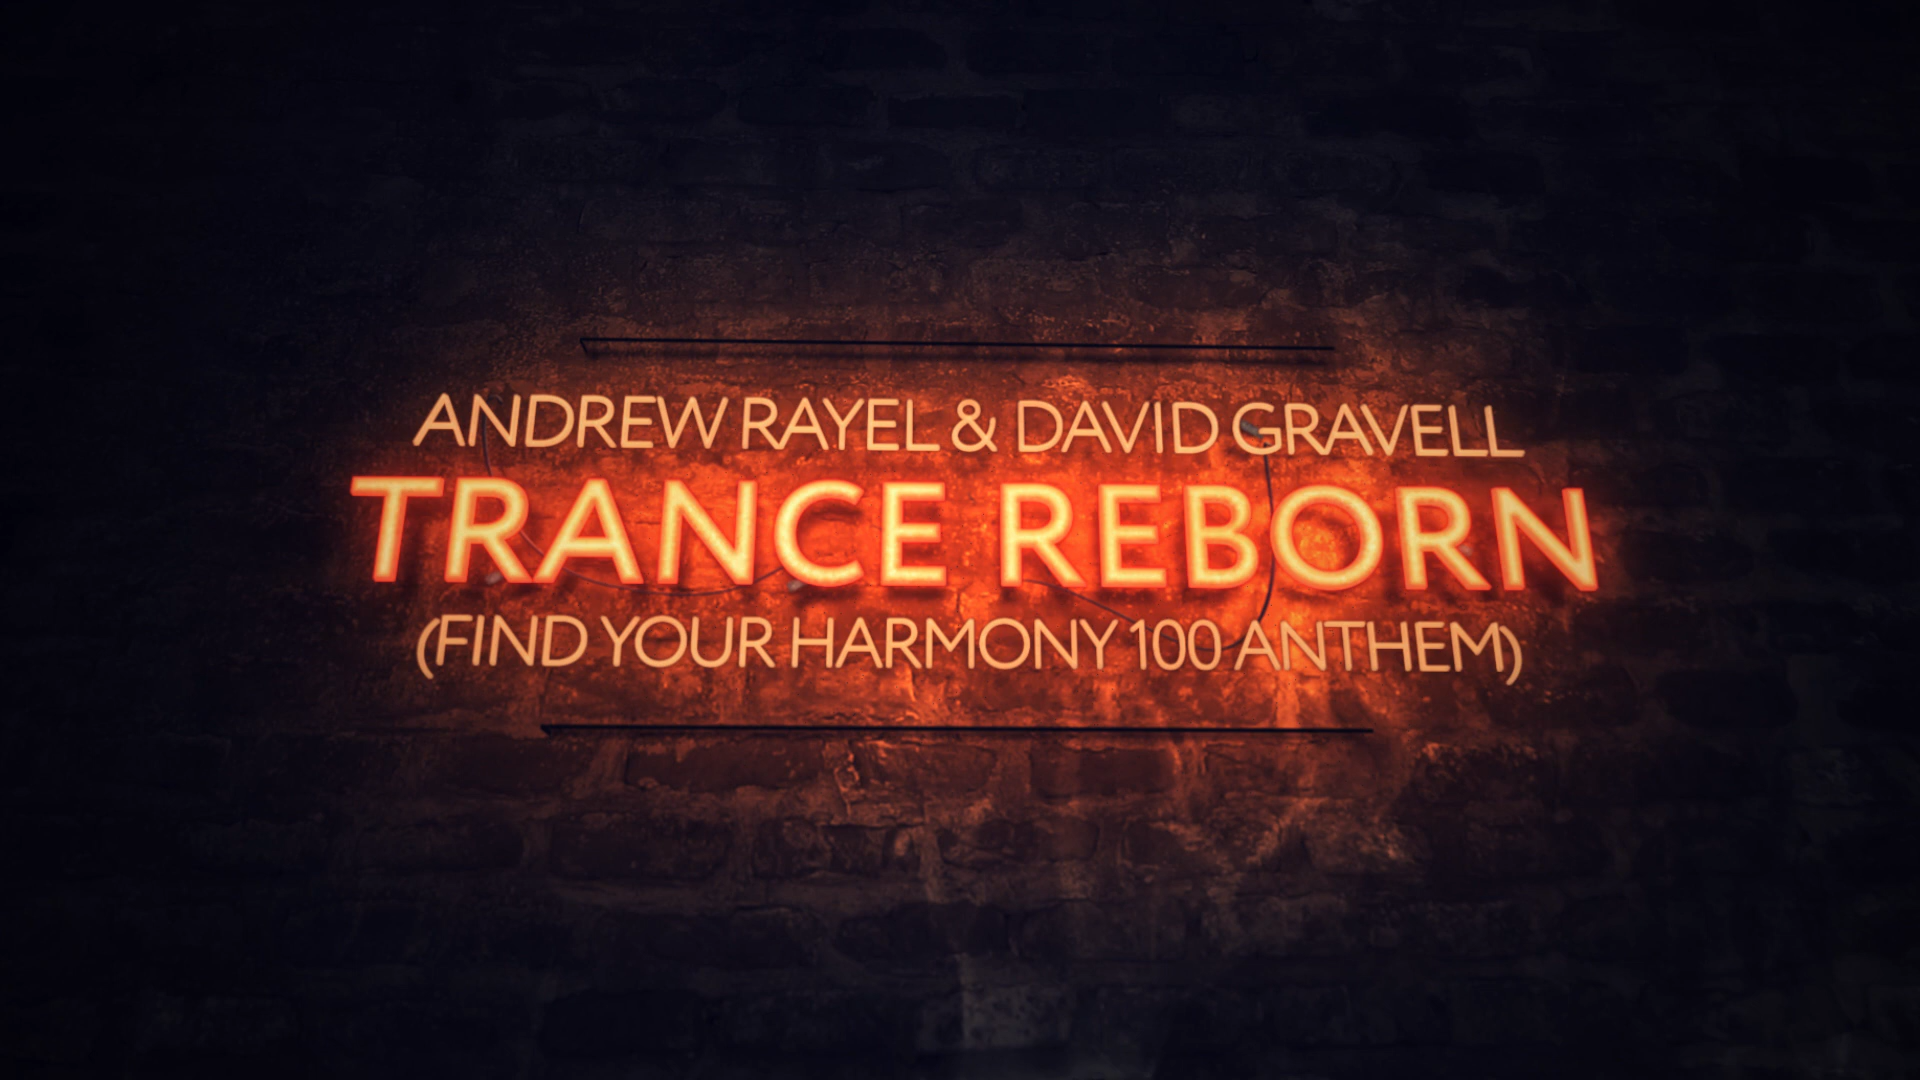 ANDREW RAYEL & DAVID GRAVELL
TRANCE REBORN
(FIND YOUR HARMONY 100 ANTHEM)